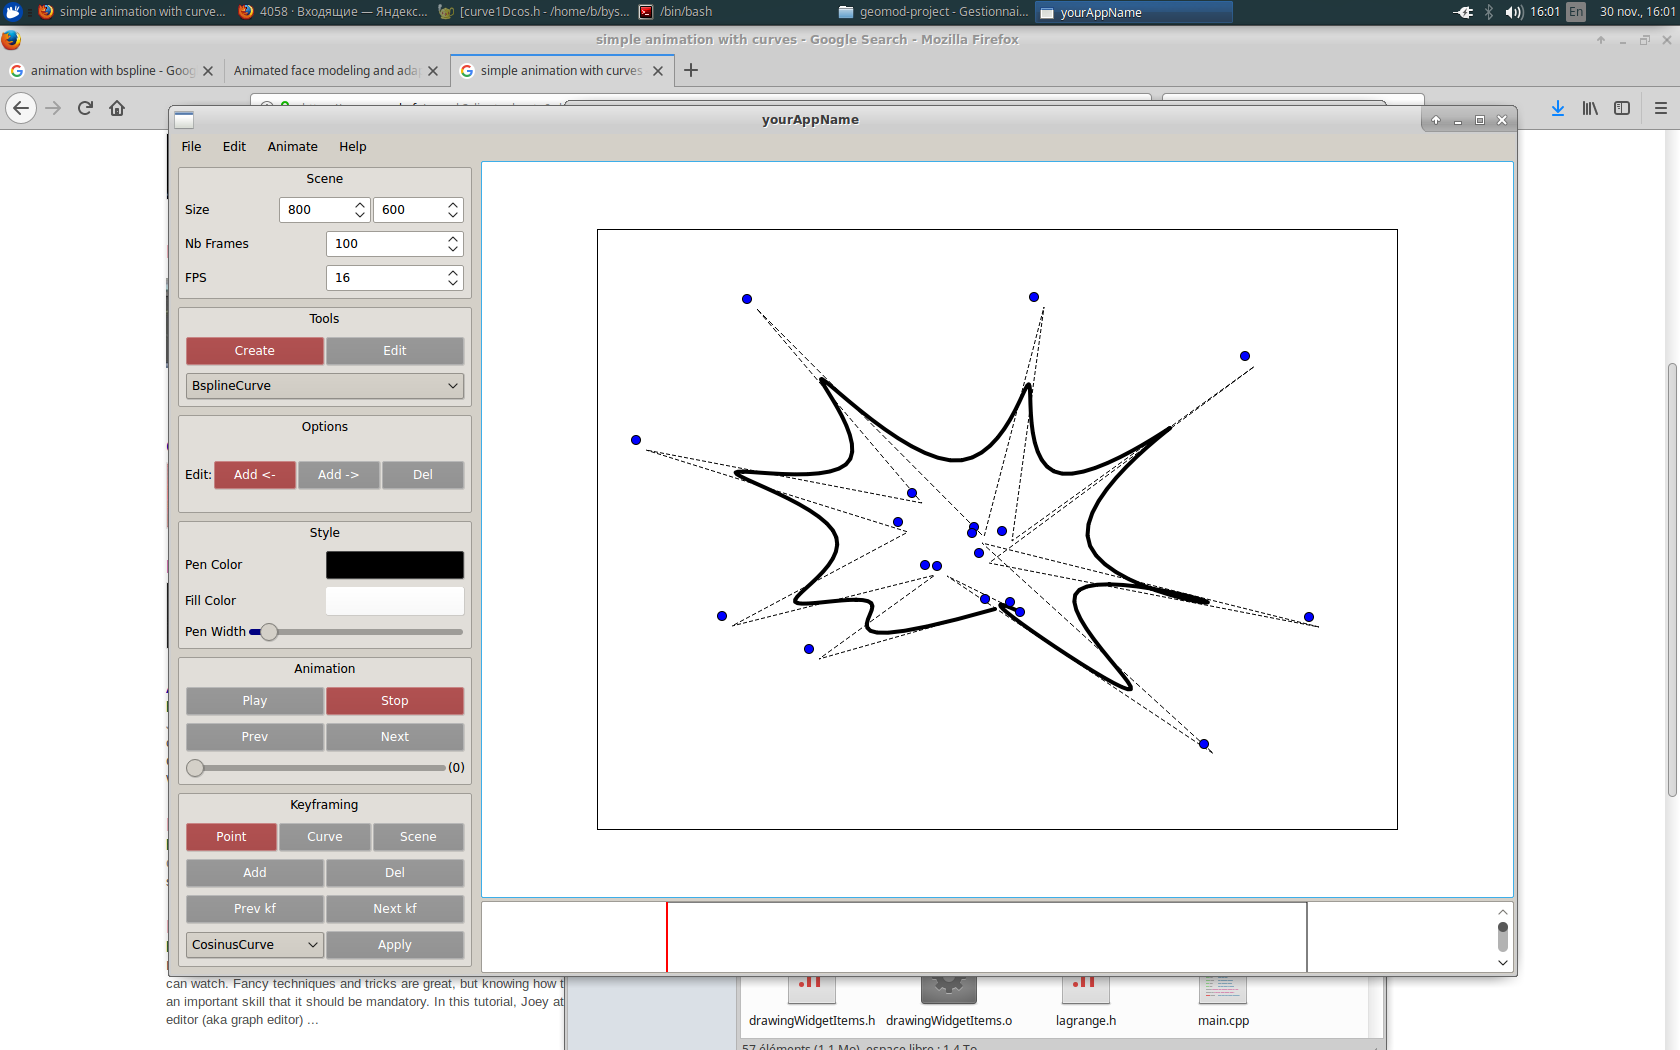 simple animation with curve...
4058 · Входящие — Яндекс...
[curve1Dcos.h - /home/b/bys...
/bin/bash
geomod-project - Gestionnai...
yourAppName
16:01
En
30 nov., 16:01
simple animation with curves - Google Search - Mozilla Firefox
animation with bspline - Goog
Animated face modeling and ada
simple animation with curves
yourAppName
File Edit Animate Help
Scene
Size 800 600
Nb Frames 100
FPS 16
Tools
Create Edit
BsplineCurve
Options
Edit: Add <- Add -> Del
Style
Pen Color
Fill Color
Pen Width
Animation
Play Stop
Prev Next
(0)
Keyframing
Point Curve Scene
Add Del
Prev kf Next kf
CosinusCurve Apply
can watch. Fancy techniques and tricks are great, but knowing how t
an important skill that it should be mandatory. In this tutorial, Joey at
editor (aka graph editor) ...
drawingWidgetItems.h drawingWidgetItems.o lagrange.h main.cpp
57 éléments (1,1 Mo), espace libre : 1,4 To